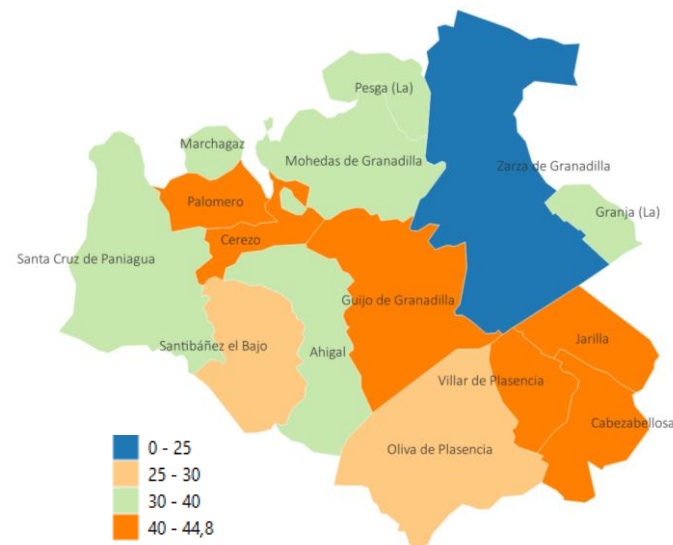 Pesga (La)
Marchagaz
Mohedas de Granadilla
Zarza de Granadilla
Palomero
Granja (La)
Cerezo
Santa Cruz de Paniagua
Guijo de Granadilla
Jarilla
Santibáñez el Bajo
Ahigal
Villar de Plasencia
Cabezabellosa
Oliva de Plasencia
0 - 25
25 - 30
30 - 40
40 - 44,8